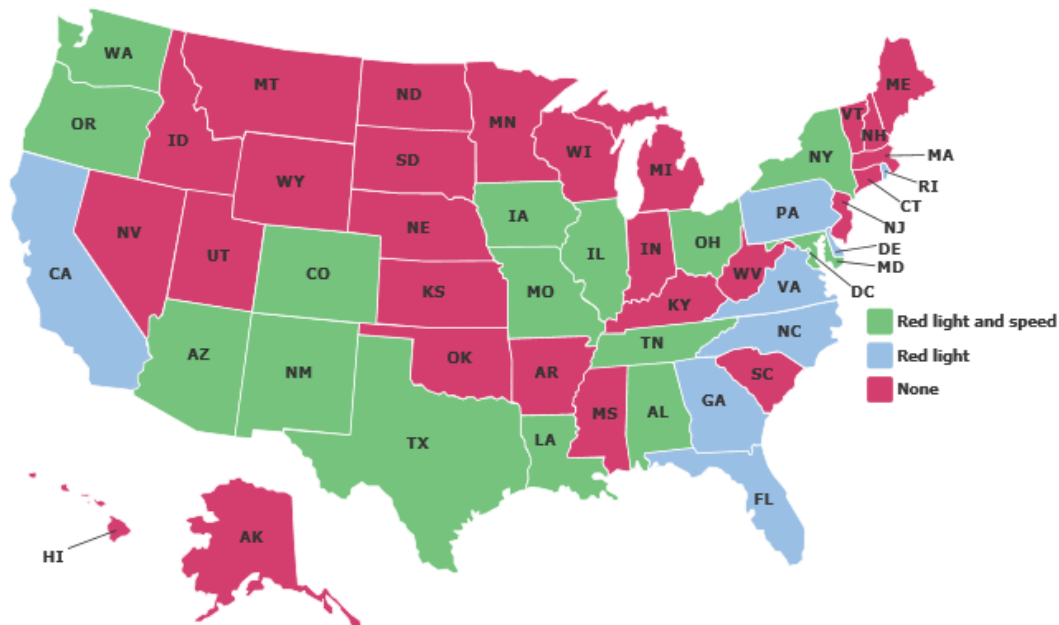 WA
MT
ND
MN
ME
VT
NH
OR
ID
SD
WI
MI
NY
MA
WY
RI
IA
PA
CT
NE
NJ
NV
UT
IL
IN
OH
DE
CA
CO
MD
KS
MO
WV
VA
DC
KY
Red light and speed
NC
TN
Red light
AZ
NM
OK
AR
SC
None
GA
MS
AL
TX
LA
FL
HI
AK